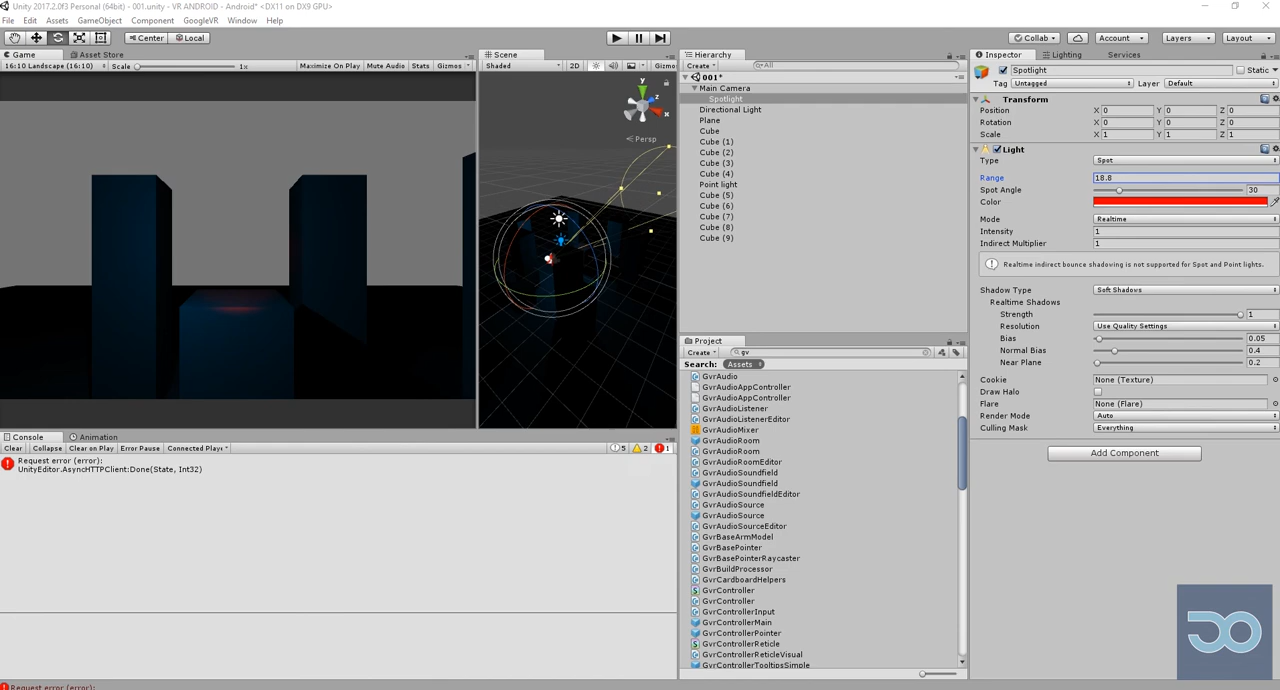 Unity 2017.2.0f3 Personal (64bit) - 001.unity - VR ANDROID - Android* <DX11 on DX9 GPU>
File Edit Assets GameObject Component GoogleVR Window Help
Center Local Collab Account Layers Layout
Game Asset Store
16:10 Landscape (16:10) Scale 1x Maximize On Play Mute Audio Stats Gizmos
Scene
Shaded 2D Gizmo
y
z
x
Persp
Console Animation
Clear Collapse Clear on Play Error Pause Connected Playe 5 2 1
Request error (error):
UnityEditor.AsyncHTTPClient:Done(State, Int32)
Request error (error):
Hierarchy
Create All
001*
Main Camera
Spotlight
Directional Light
Plane
Cube
Cube (1)
Cube (2)
Cube (3)
Cube (4)
Point light
Cube (5)
Cube (6)
Cube (7)
Cube (8)
Cube (9)
Project
Create gv
Search: Assets
GvrAudio
GvrAudioAppController
GvrAudioAppController
GvrAudioListener
GvrAudioListenerEditor
GvrAudioMixer
GvrAudioRoom
GvrAudioRoom
GvrAudioRoomEditor
GvrAudioSoundfield
GvrAudioSoundfield
GvrAudioSoundfieldEditor
GvrAudioSource
GvrAudioSource
GvrAudioSourceEditor
GvrBaseArmModel
GvrBasePointer
GvrBasePointerRaycaster
GvrBuildProcessor
GvrCardboardHelpers
GvrController
GvrController
GvrControllerInput
GvrControllerMain
GvrControllerPointer
GvrControllerReticle
GvrControllerReticleVisual
GvrControllerTooltipsSimple
Inspector Lighting Services
Spotlight Static
Tag Untagged Layer Default
Transform
Position X 0 Y 0 Z 0
Rotation X 0 Y 0 Z 0
Scale X 1 Y 1 Z 1
Light
Type Spot
Range 18.8
Spot Angle 30
Color
Mode Realtime
Intensity 1
Indirect Multiplier 1
Realtime indirect bounce shadowing is not supported for Spot and Point lights.
Shadow Type Soft Shadows
Realtime Shadows
Strength 1
Resolution Use Quality Settings
Bias 0.05
Normal Bias 0.4
Near Plane 0.2
Cookie None (Texture)
Draw Halo
Flare None (Flare)
Render Mode Auto
Culling Mask Everything
Add Component